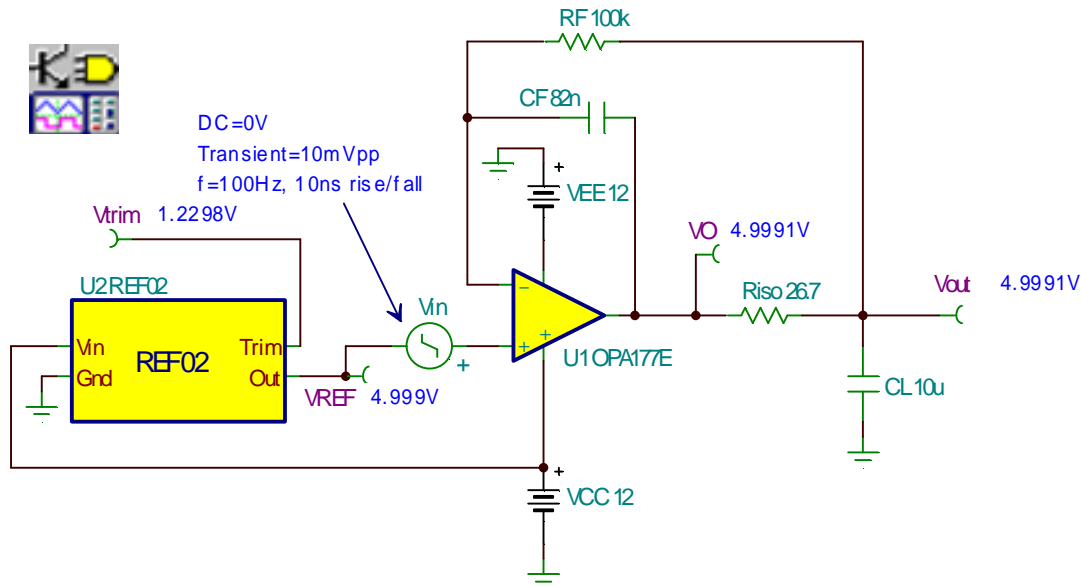 RF 100k
CF 82n
DC=0V
Transient=10mVpp
f=100Hz, 10ns rise/fall
+
VEE 12
Vtrim 1.2298V
VO 4.9991V
U2 REF02
Vin
−
Riso 26.7
Vout 4.9991V
Vin
Trim
REF02
+
+
+
U1 OPA177E
Gnd
Out
VREF 4.999V
CL 10u
+
VCC 12